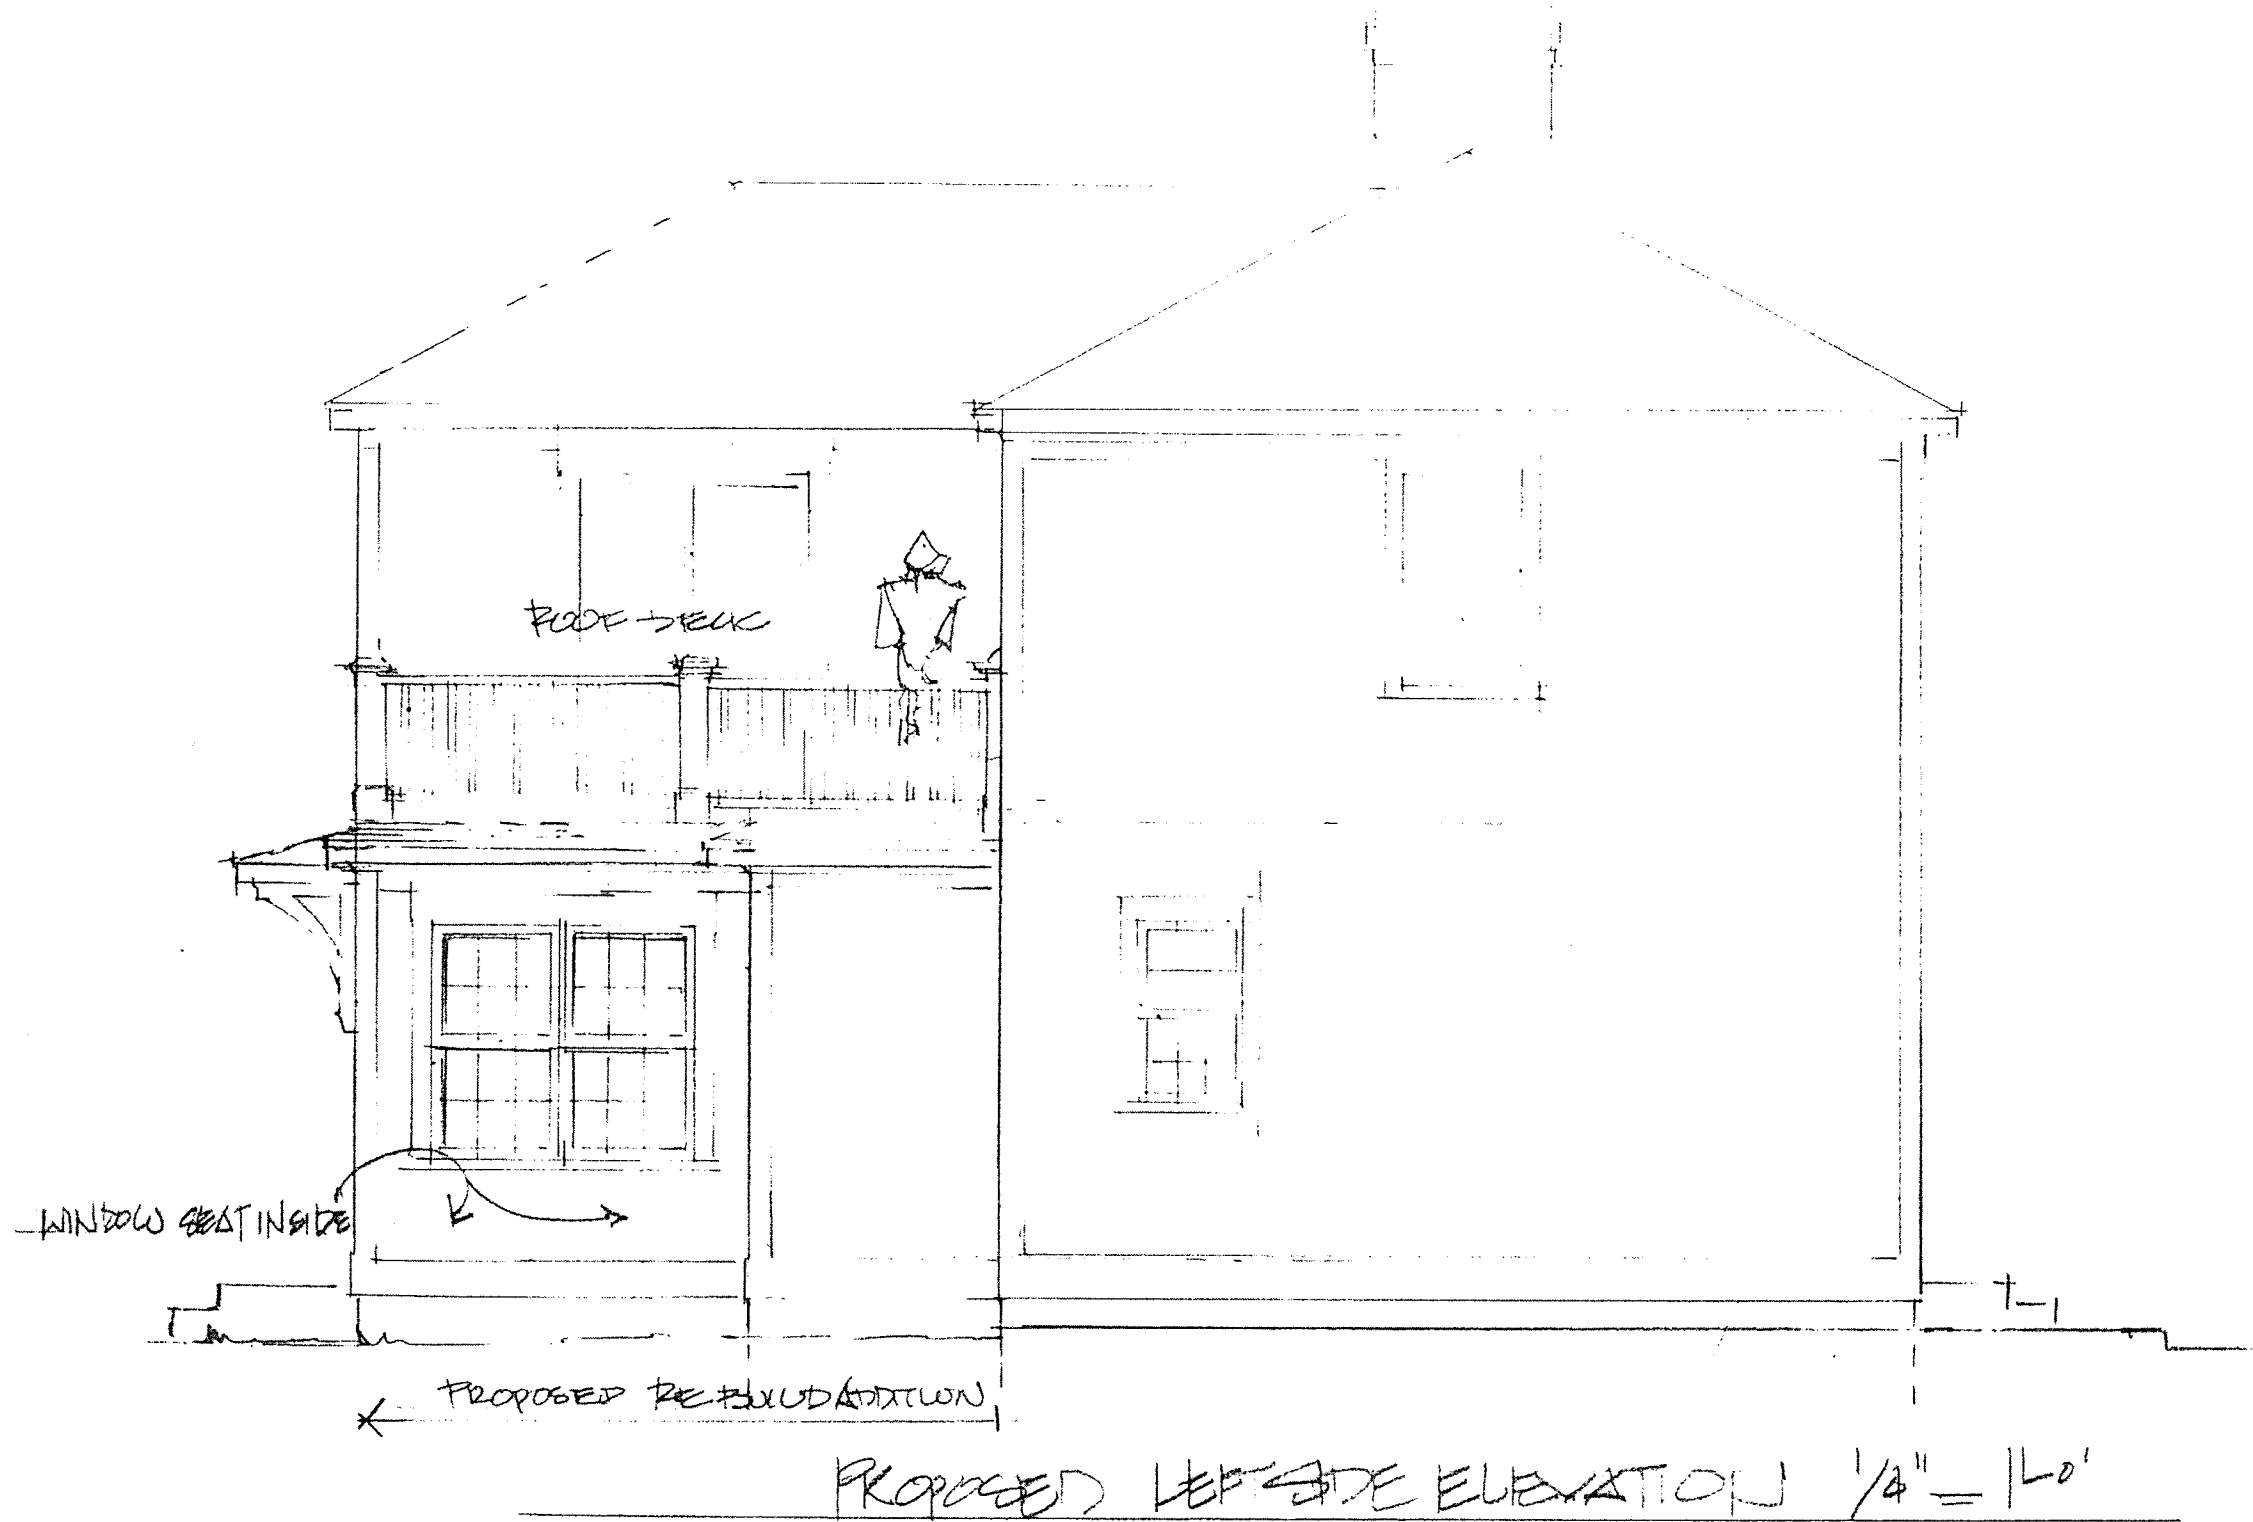 ROOF DECK
WINDOW SEAT INSIDE
PROPOSED REBUILD ADDITION
PROPOSED LEFT SIDE ELEVATION 1/4" = 1'-0'